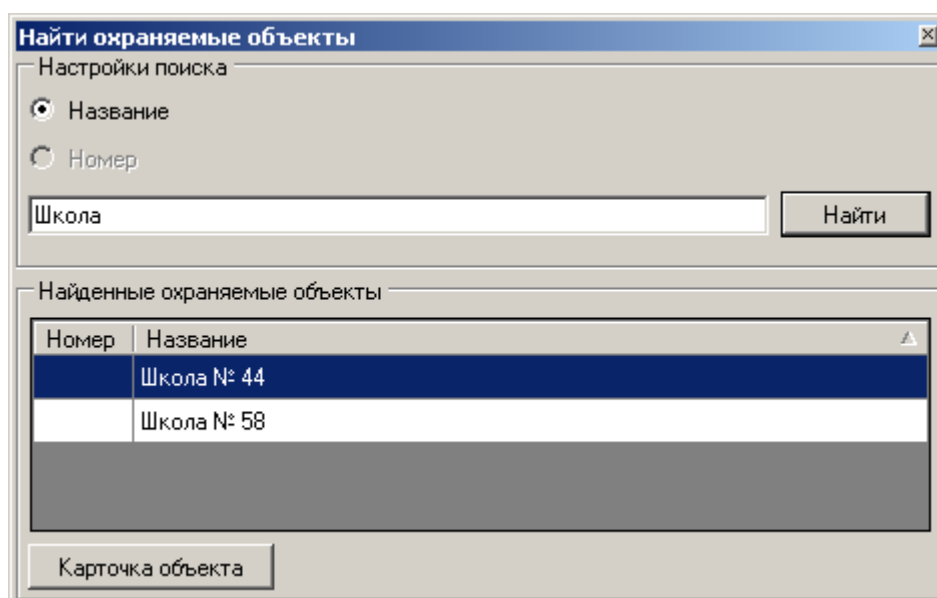 Найти охраняемые объекты
Настройки поиска
Название
Номер
Школа
Найти
Найденные охраняемые объекты
Номер Название
Школа № 44
Школа № 58
Карточка объекта